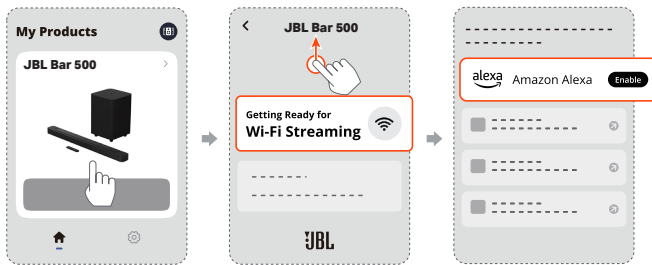 My Products
JBL Bar 500
JBL Bar 500
Getting Ready for
Wi-Fi Streaming
JBL
alexa Amazon Alexa Enable